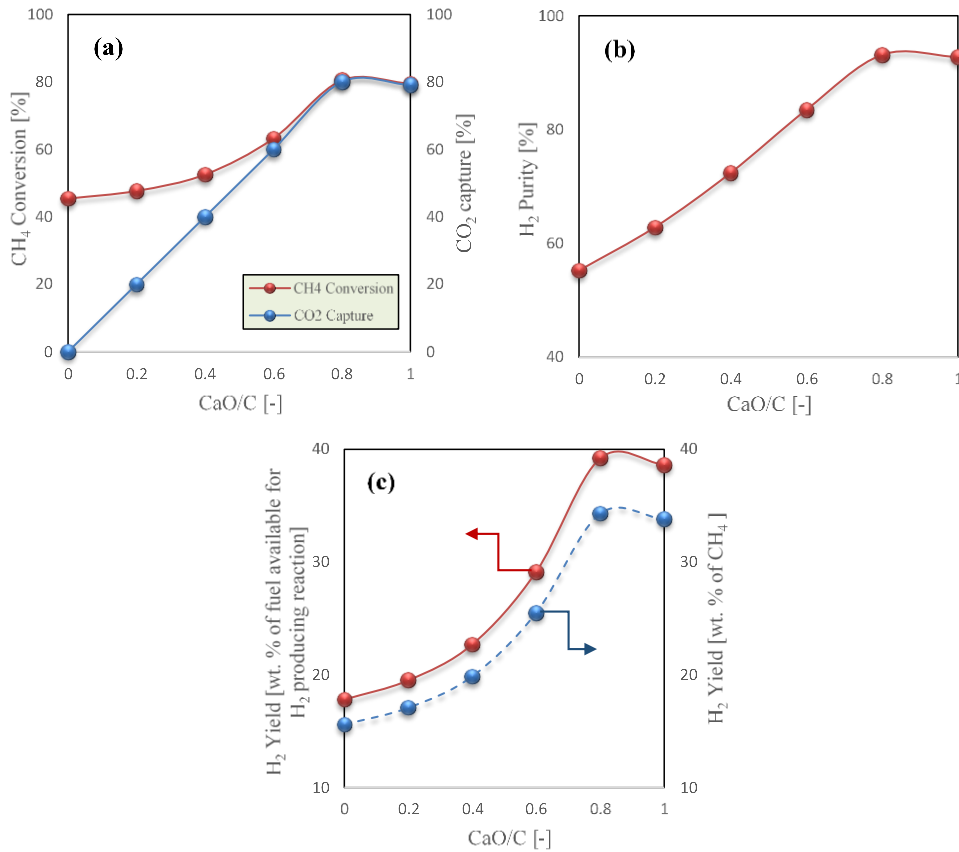 (a)
CH4 Conversion [%]
100
80
60
40
20
0
100
80
60
40
20
0
CO2 capture [%]
CH4 Conversion
CO2 Capture
0 0.2 0.4 0.6 0.8 1
CaO/C [-]
(b)
H2 Purity [%]
100
80
60
40
0 0.2 0.4 0.6 0.8 1
CaO/C [-]
(c)
H2 Yield [wt. % of fuel available for
H2 producing reaction]
40
30
20
10
40
30
20
10
H2 Yield [wt. % of CH4 ]
0 0.2 0.4 0.6 0.8 1
CaO/C [-]